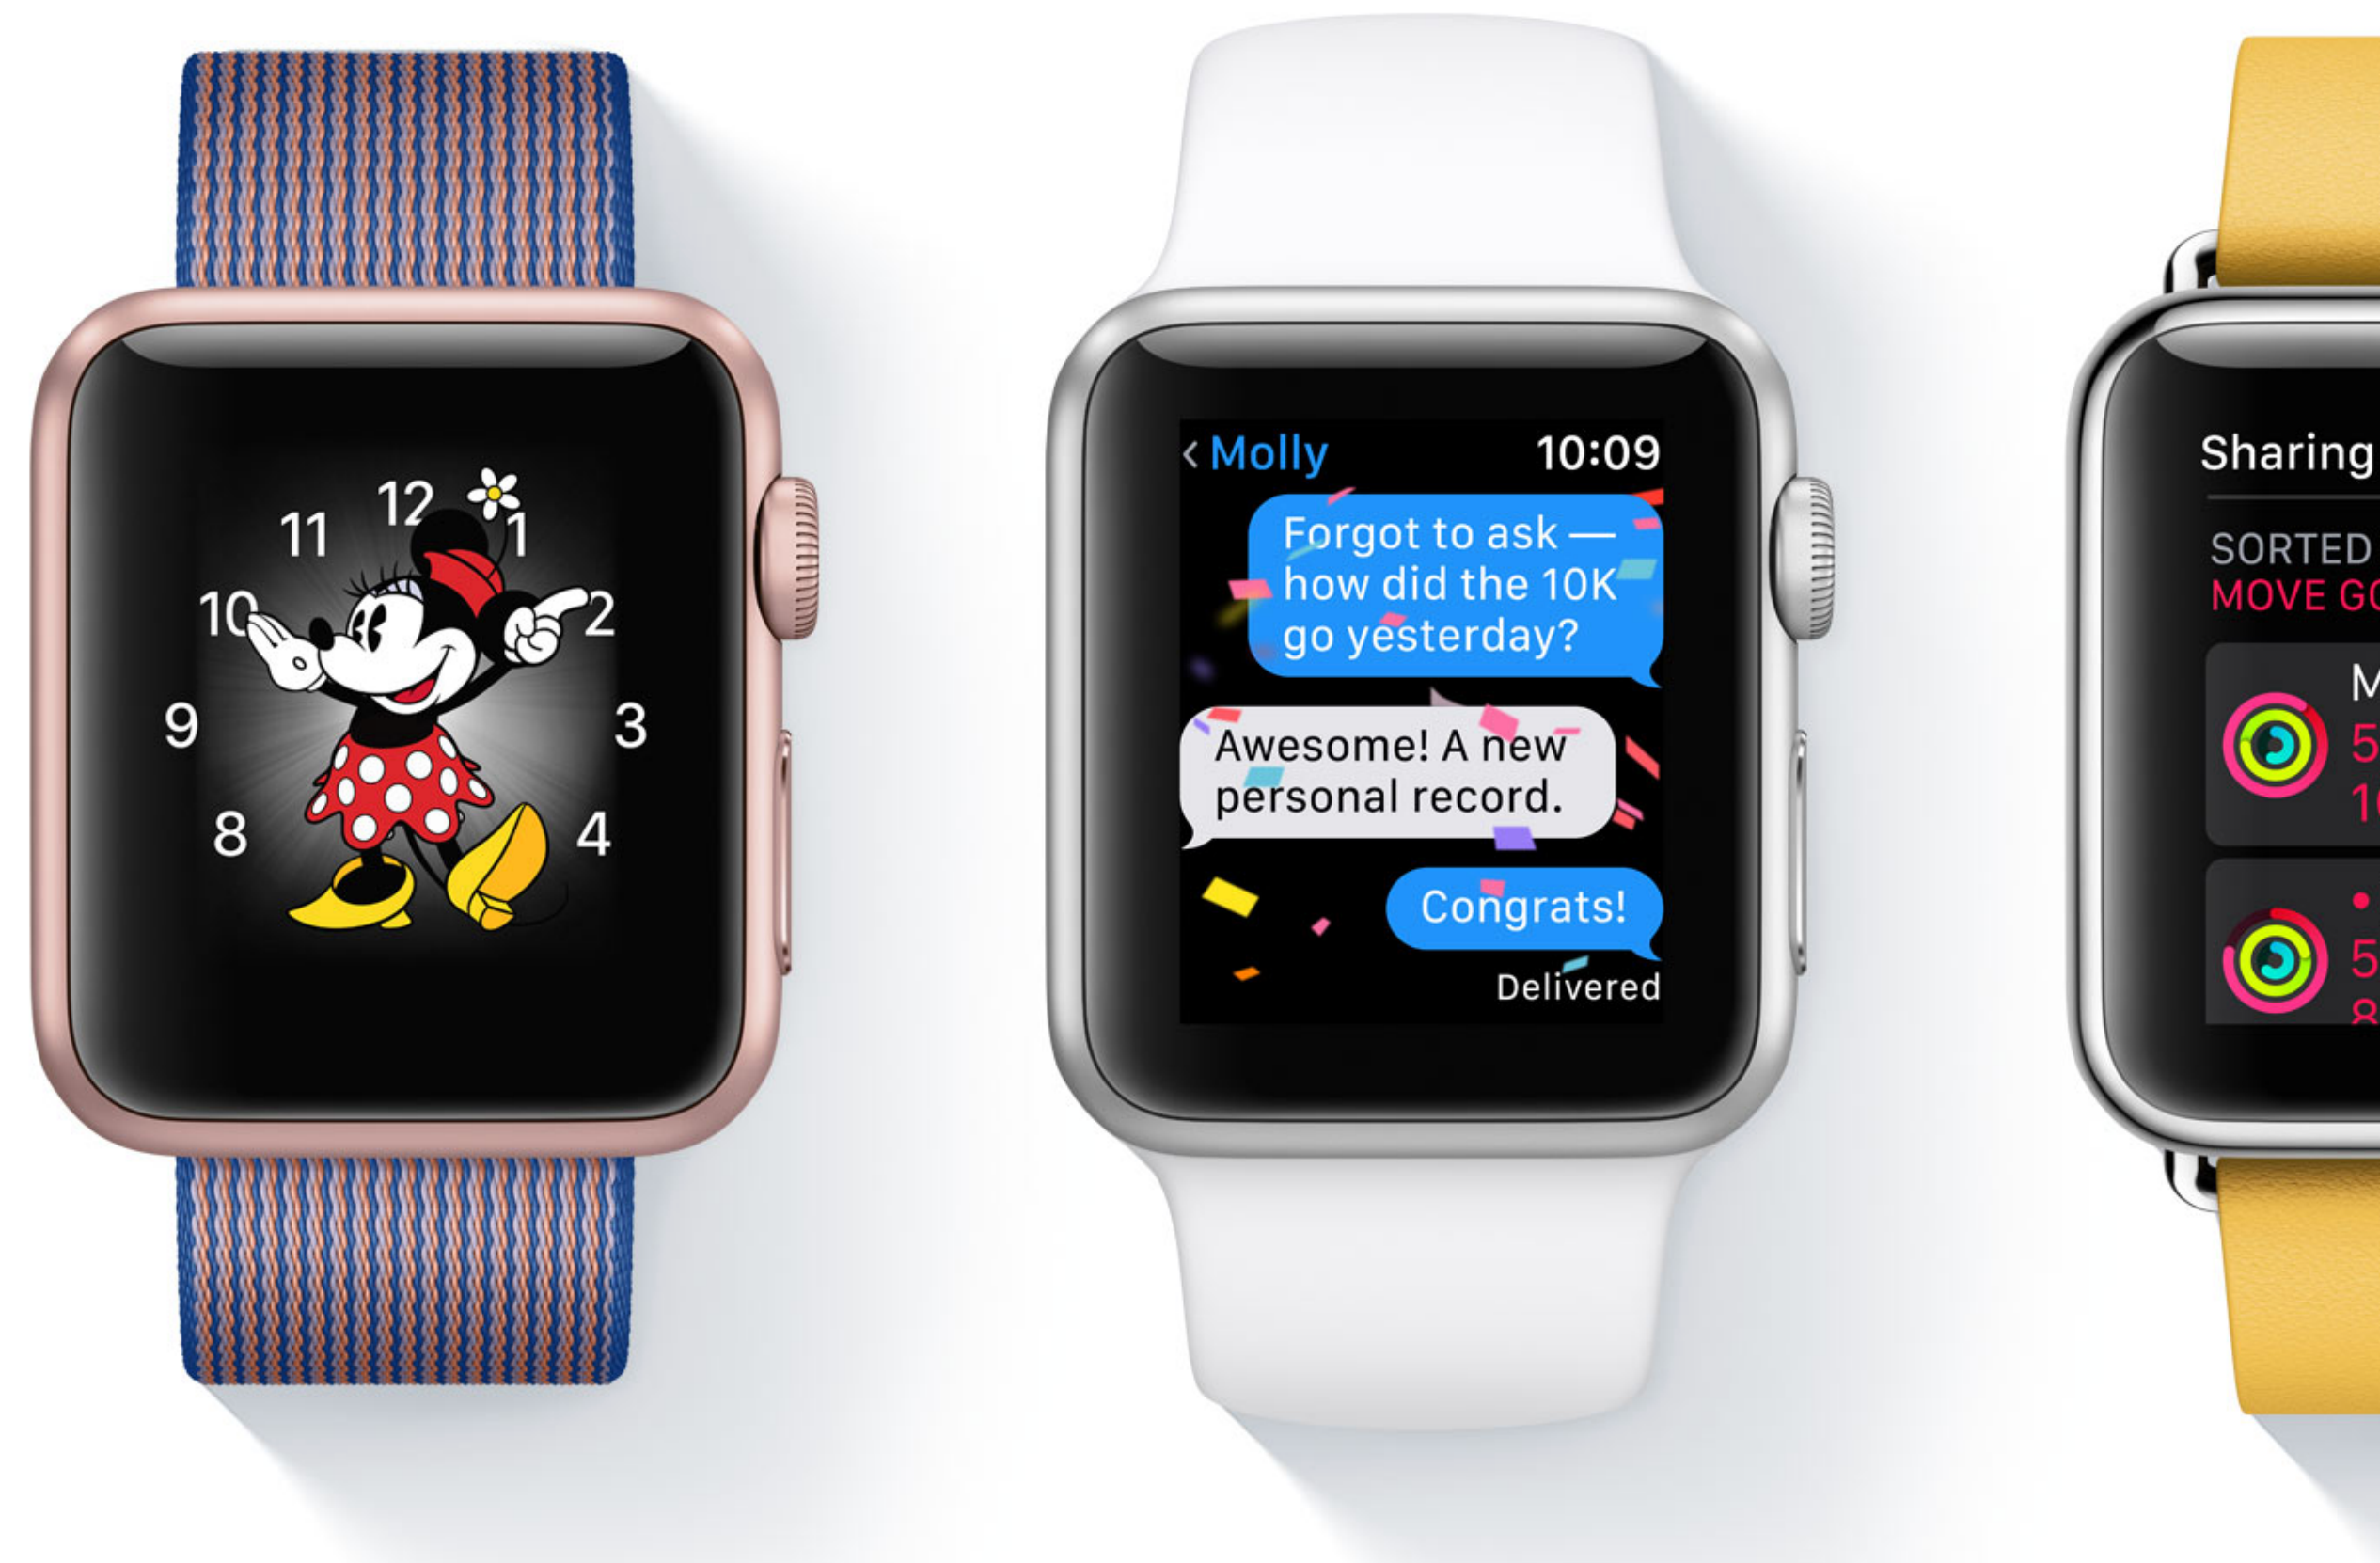 12
11
1
10
2
9
3
8
4
< Molly 10:09
Forgot to ask —
how did the 10K
go yesterday?
Awesome! A new
personal record.
Congrats!
Delivered
Sharing
SORTED
MOVE